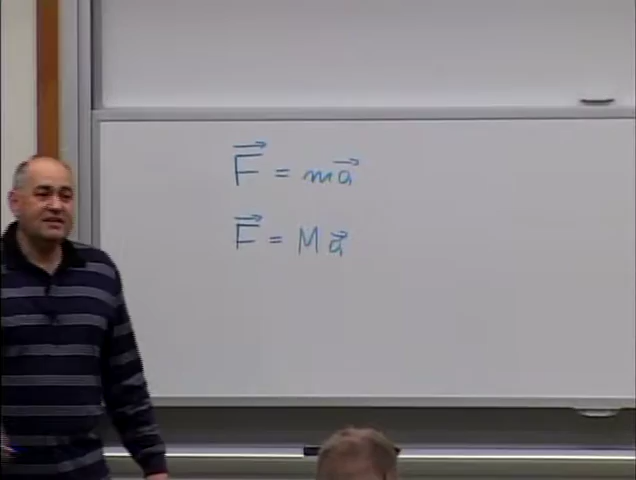 F⃗ = ma⃗
F⃗ = Ma⃗